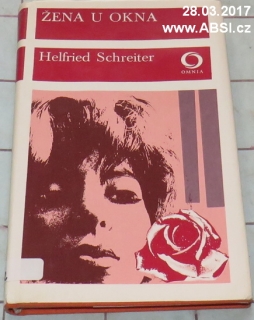 28.03.2017
www.ABSI.cz
ŽENA U OKNA
Helfried Schreiter
OMNIA